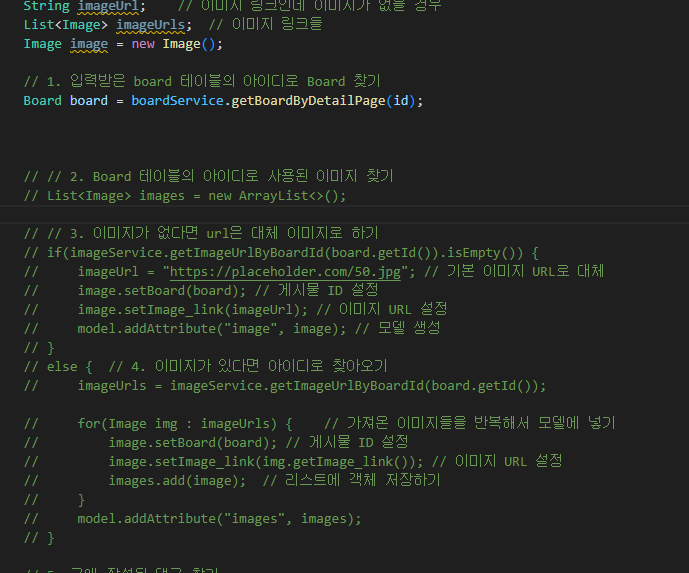 String imageUrl;    // 이미지 링크인데 이미지가 없을 경우
List<Image> imageUrls;  // 이미지 링크들
Image image = new Image();
// 1. 입력받은 board 테이블의 아이디로 Board 찾기
Board board = boardService.getBoardByDetailPage(id);
// // 2. Board 테이블의 아이디로 사용된 이미지 찾기
// List<Image> images = new ArrayList<>();
// // 3. 이미지가 없다면 url은 대체 이미지로 하기
// if(imageService.getImageUrlByBoardId(board.getId()).isEmpty()) {
//     imageUrl = "https://placeholder.com/50.jpg"; // 기본 이미지 URL로 대체
//     image.setBoard(board); // 게시물 ID 설정
//     image.setImage_link(imageUrl); // 이미지 URL 설정
//     model.addAttribute("image", image); // 모델 생성
// }
// else {  // 4. 이미지가 있다면 아이디로 찾아오기
//     imageUrls = imageService.getImageUrlByBoardId(board.getId());
//     for(Image img : imageUrls) {    // 가져온 이미지들을 반복해서 모델에 넣기
//         image.setBoard(board); // 게시물 ID 설정
//         image.setImage_link(img.getImage_link()); // 이미지 URL 설정
//         images.add(image);  // 리스트에 객체 저장하기
//     }
//     model.addAttribute("images", images);
// }